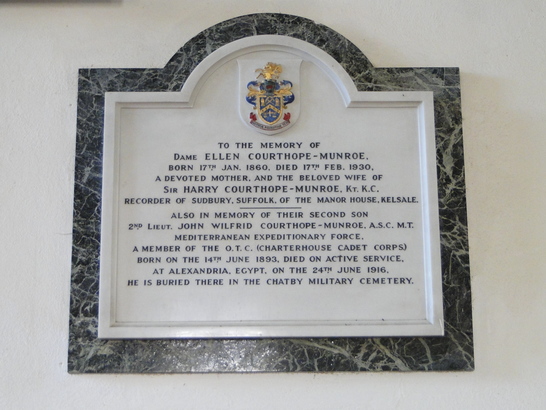 TO THE MEMORY OF
DAME ELLEN COURTHOPE-MUNROE,
BORN 17TH JAN. 1860, DIED 17TH FEB. 1930,
A DEVOTED MOTHER, AND THE BELOVED WIFE OF
SIR HARRY COURTHOPE-MUNROE, KT. K.C.
RECORDER OF SUDBURY, SUFFOLK, OF THE MANOR HOUSE, KELSALE.
ALSO IN MEMORY OF THEIR SECOND SON
2ND LIEUT. JOHN WILFRID COURTHOPE-MUNROE, A.S.C. M.T.
MEDITERRANEAN EXPEDITIONARY FORCE,
A MEMBER OF THE O.T.C. (CHARTERHOUSE CADET CORPS)
BORN ON THE 14TH JUNE 1893, DIED ON ACTIVE SERVICE,
AT ALEXANDRIA, EGYPT, ON THE 24TH JUNE 1916,
HE IS BURIED THERE IN THE CHATBY MILITARY CEMETERY.